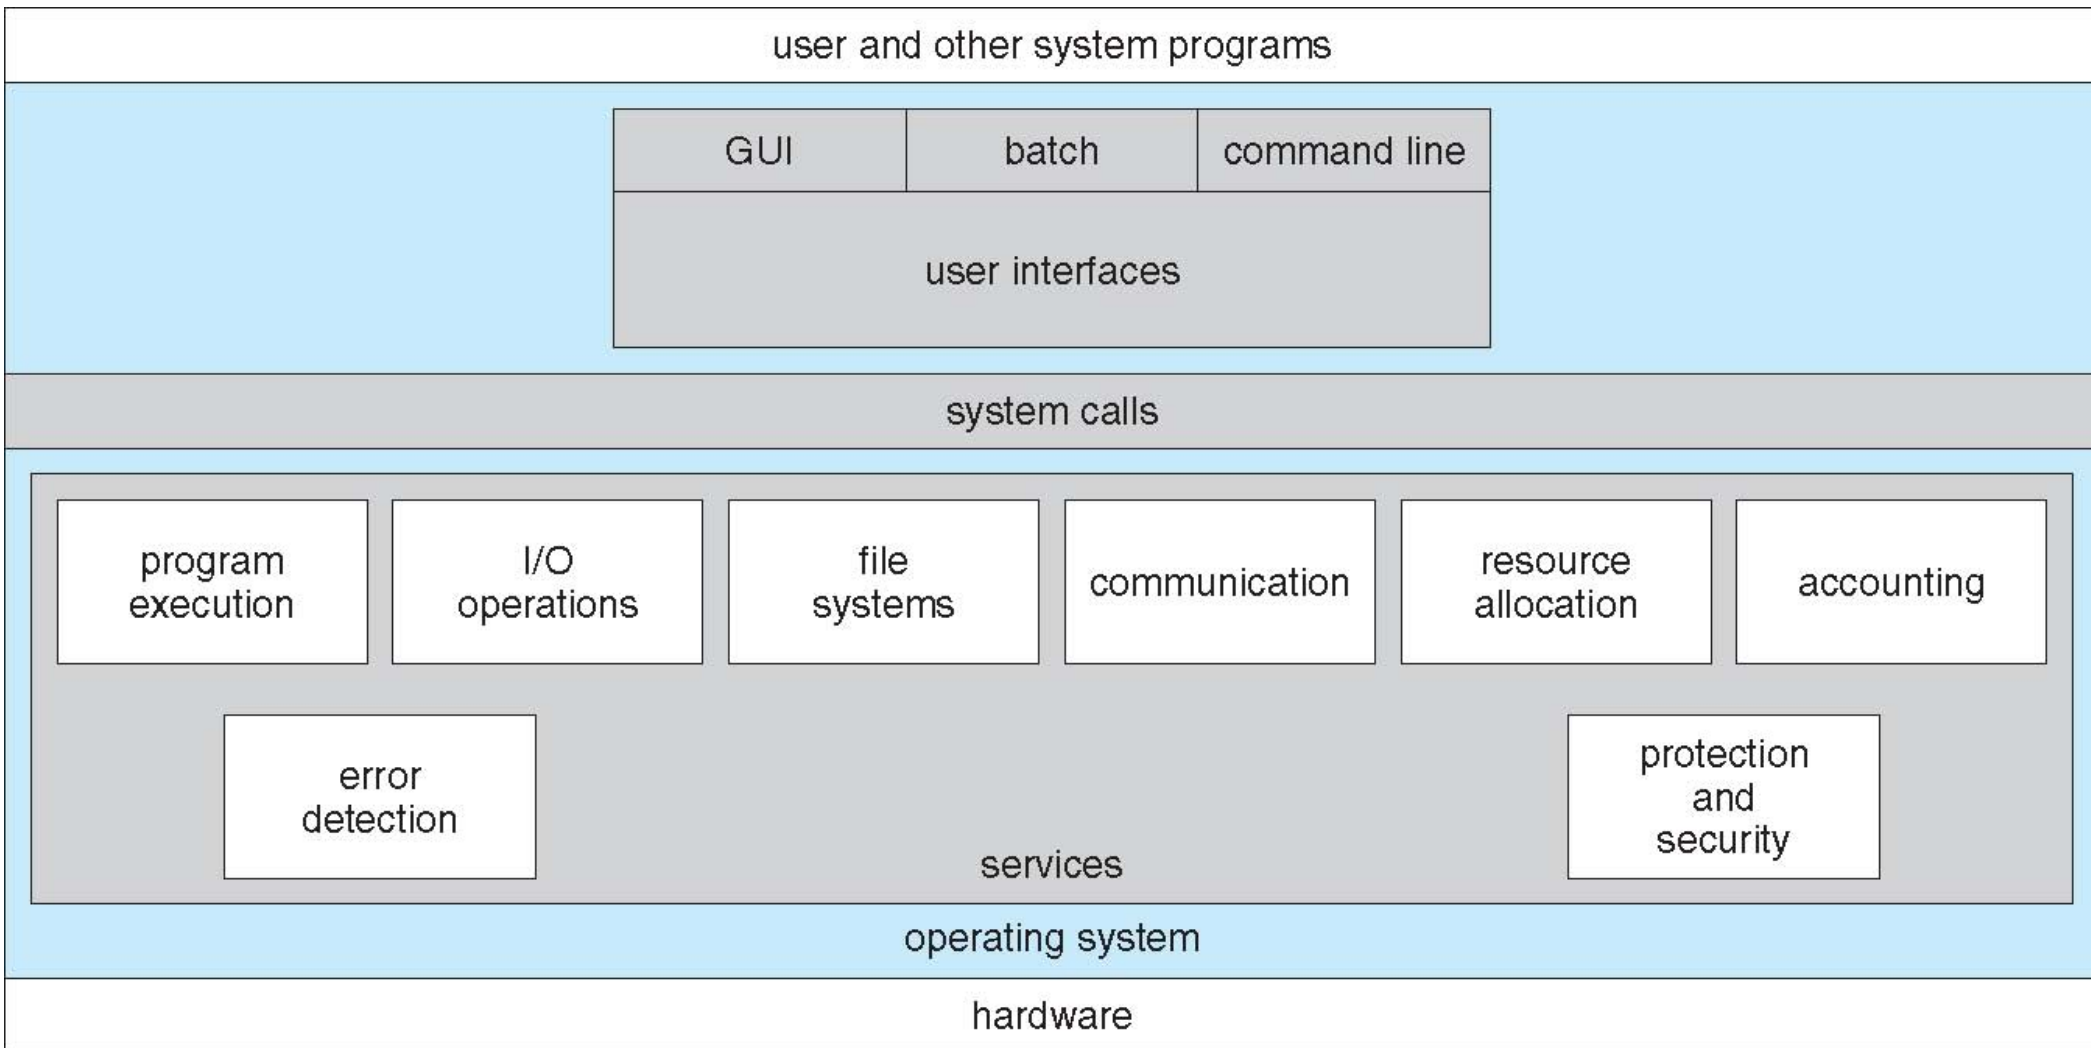 user and other system programs
GUI
batch
command line
user interfaces
system calls
program
execution
I/O
operations
file
systems
communication
resource
allocation
accounting
error
detection
protection
and
security
services
operating system
hardware